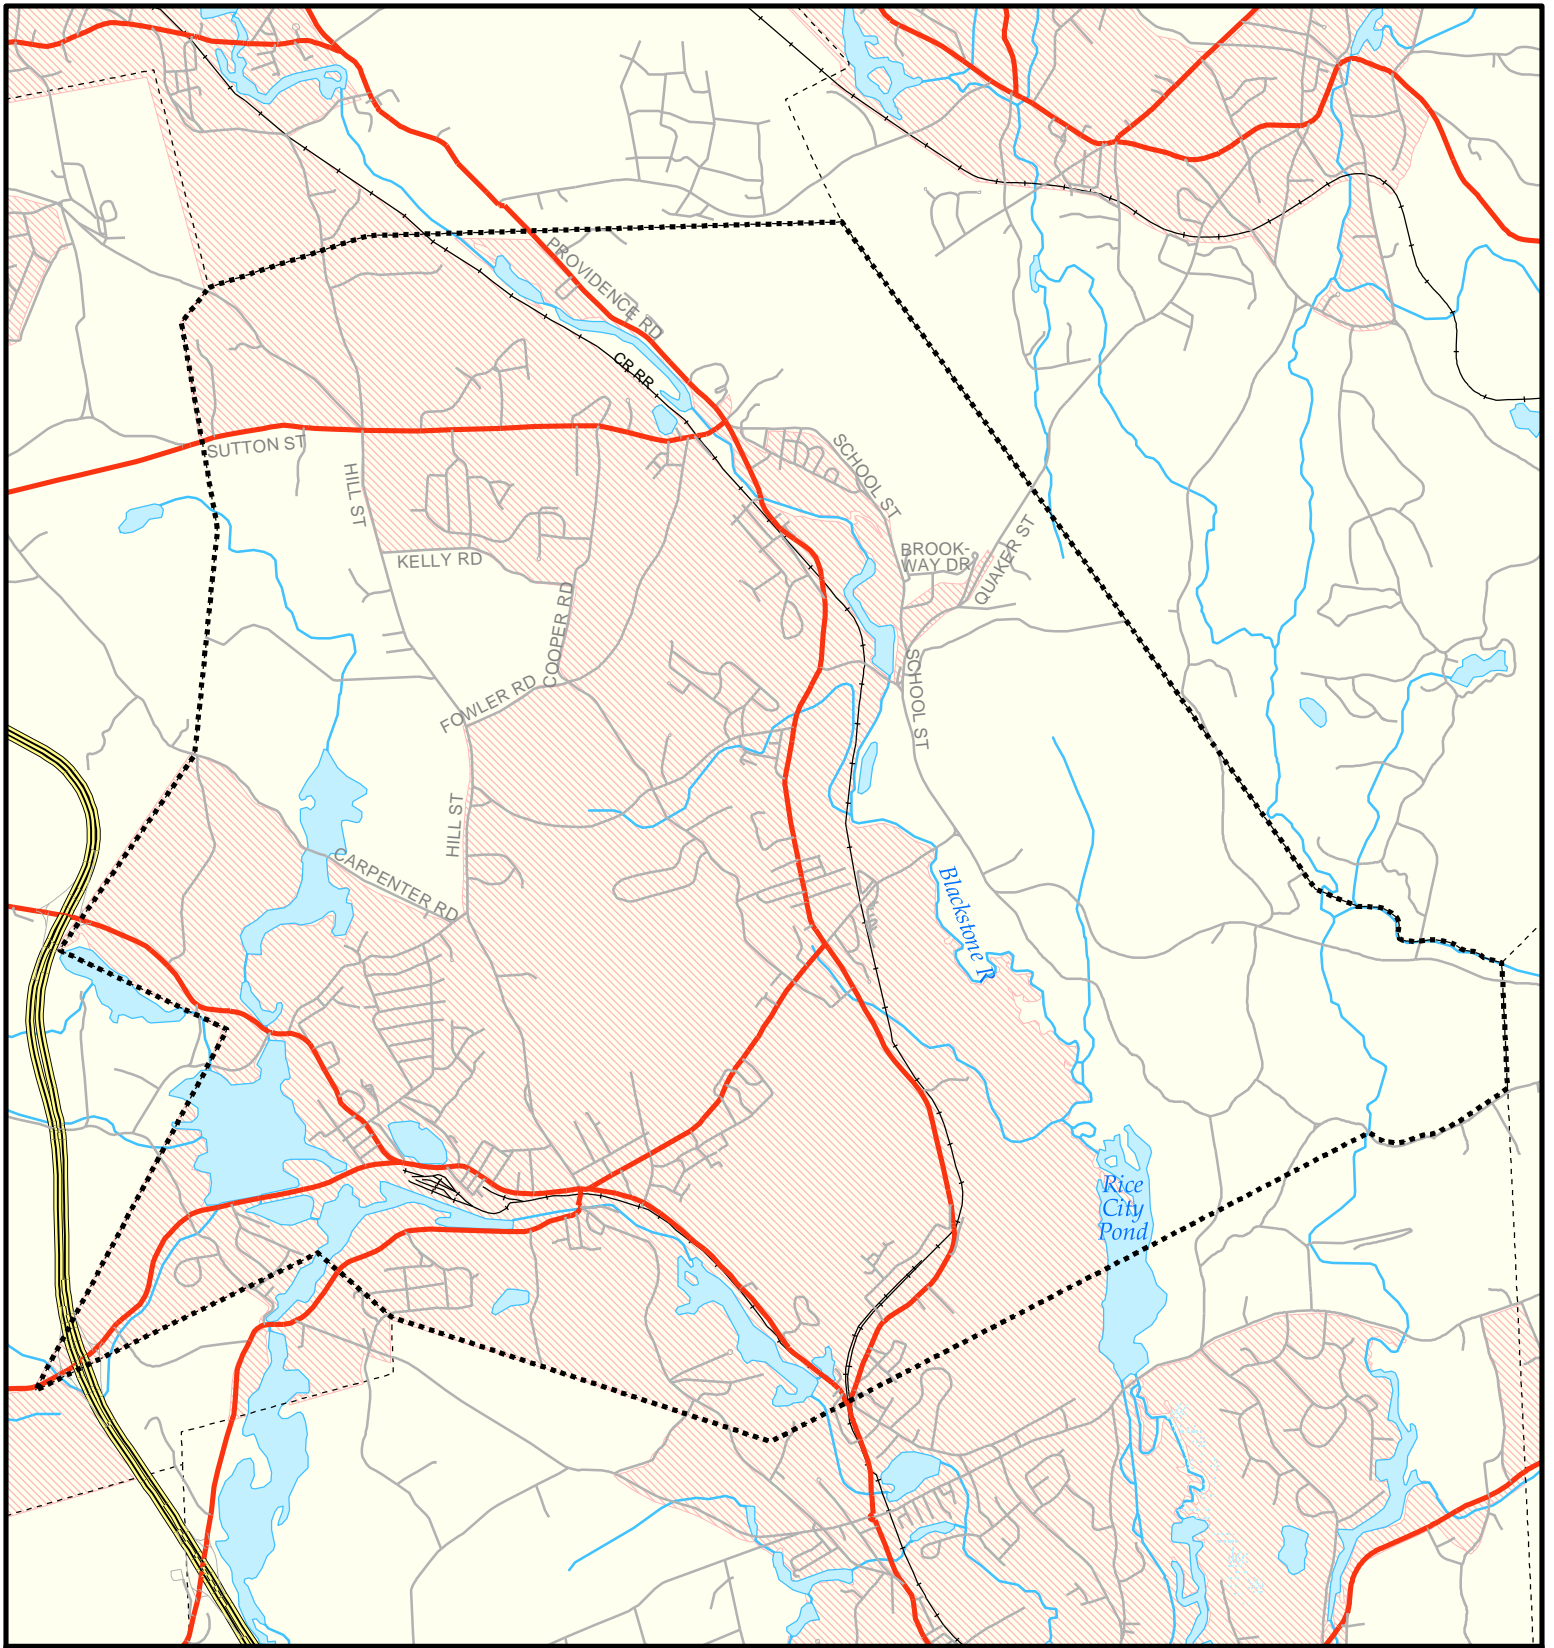 PROVIDENCE RD
CR RR
SUTTON ST
HILL ST
SCHOOL ST
KELLY RD
BROOK-
WAY DR
QUAKER ST
COOPER RD
FOWLER RD
SCHOOL ST
HILL ST
CARPENTER RD
Blackstone R
Rice
City
Pond